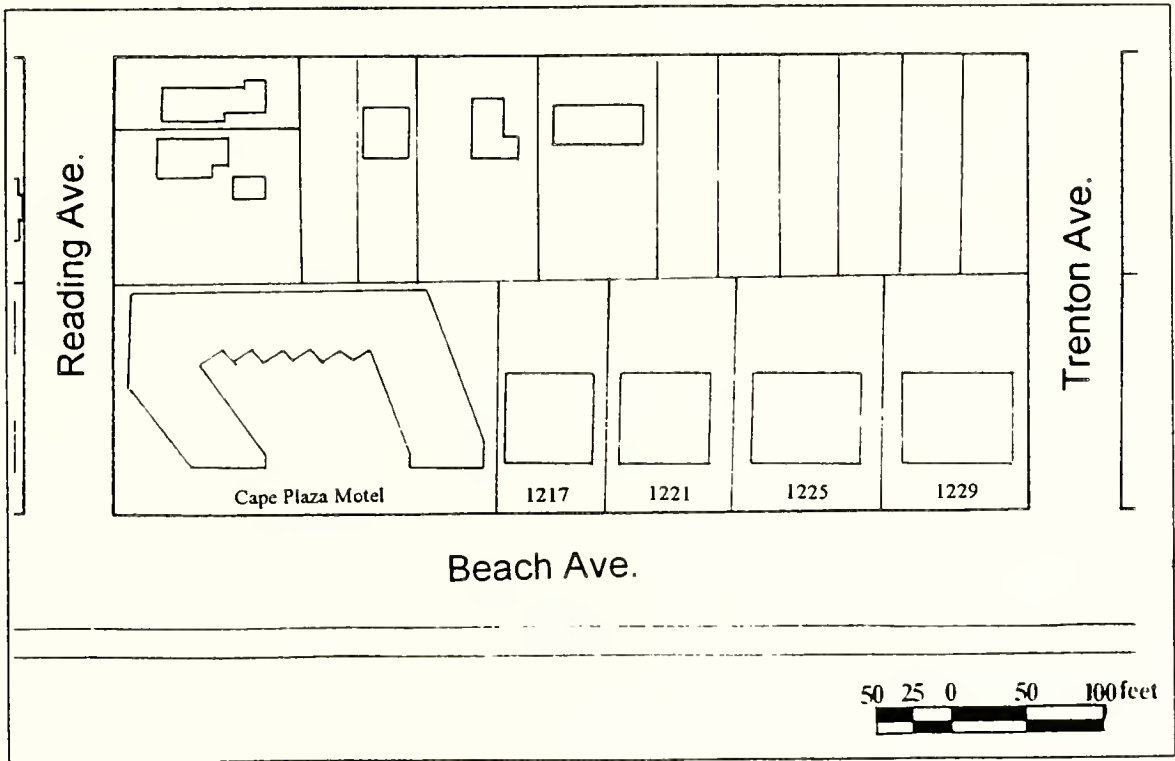 Reading Ave.
Trenton Ave.
Cape Plaza Motel
1217
1221
1225
1229
Beach Ave.
50 25 0 50 100 feet